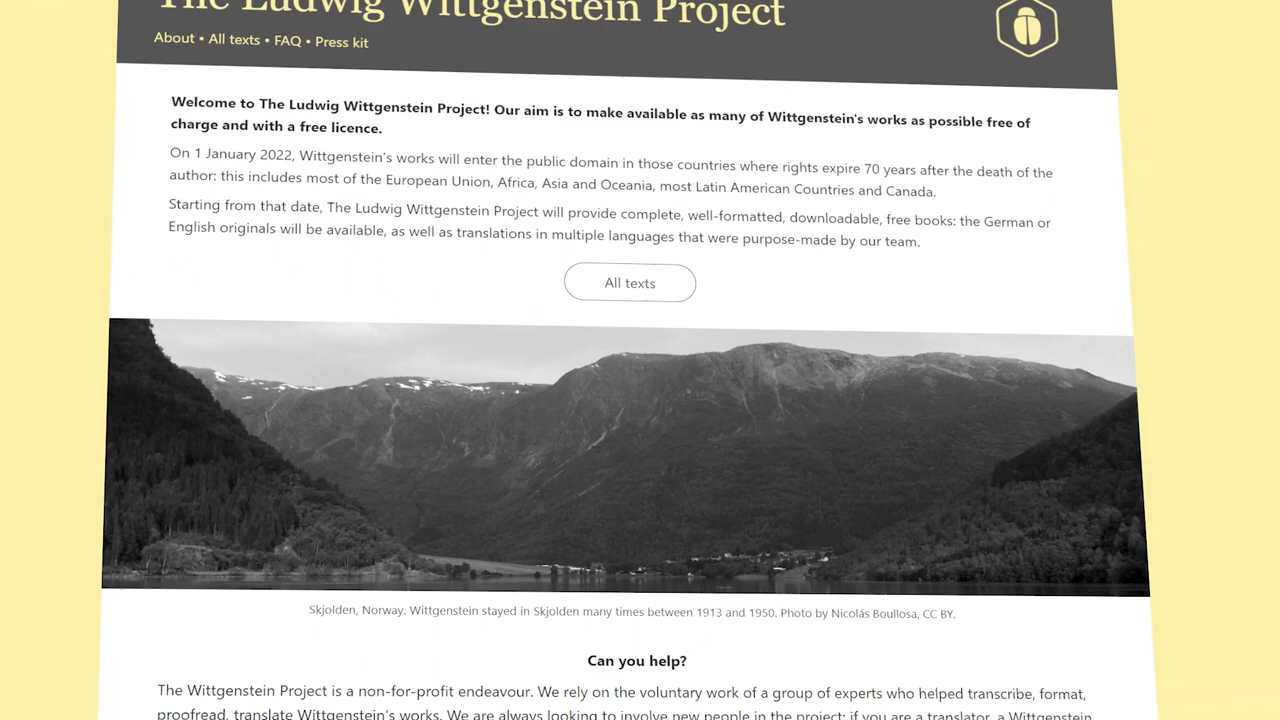 The Ludwig Wittgenstein Project
About • All texts • FAQ • Press kit
Welcome to The Ludwig Wittgenstein Project! Our aim is to make available as many of Wittgenstein's works as possible free of
charge and with a free licence.
On 1 January 2022, Wittgenstein's works will enter the public domain in those countries where rights expire 70 years after the death of the
author: this includes most of the European Union, Africa, Asia and Oceania, most Latin American Countries and Canada.
Starting from that date, The Ludwig Wittgenstein Project will provide complete, well-formatted, downloadable, free books: the German or
English originals will be available, as well as translations in multiple languages that were purpose-made by our team.
All texts
Skjolden, Norway. Wittgenstein stayed in Skjolden many times between 1913 and 1950. Photo by Nicolás Boullosa, CC BY.
Can you help?
The Wittgenstein Project is a non-for-profit endeavour. We rely on the voluntary work of a group of experts who helped transcribe, format,
proofread, translate Wittgenstein's works. We are always looking to involve new people in the project: if you are a translator, a Wittgenstein